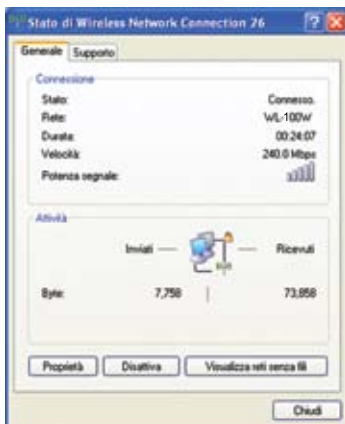 Stato di Wireless Network Connection 26
Generale Supporto
Connessione
Stato: Connesso.
Rete: WL-100W
Durata: 00:24:07
Velocità: 240.0 Mbps
Potenza segnale:
Attività
Inviati — — Ricevuti
Byte: 7,758 73,858
Proprietà Disattiva Visualizza reti senza fili
Chiudi